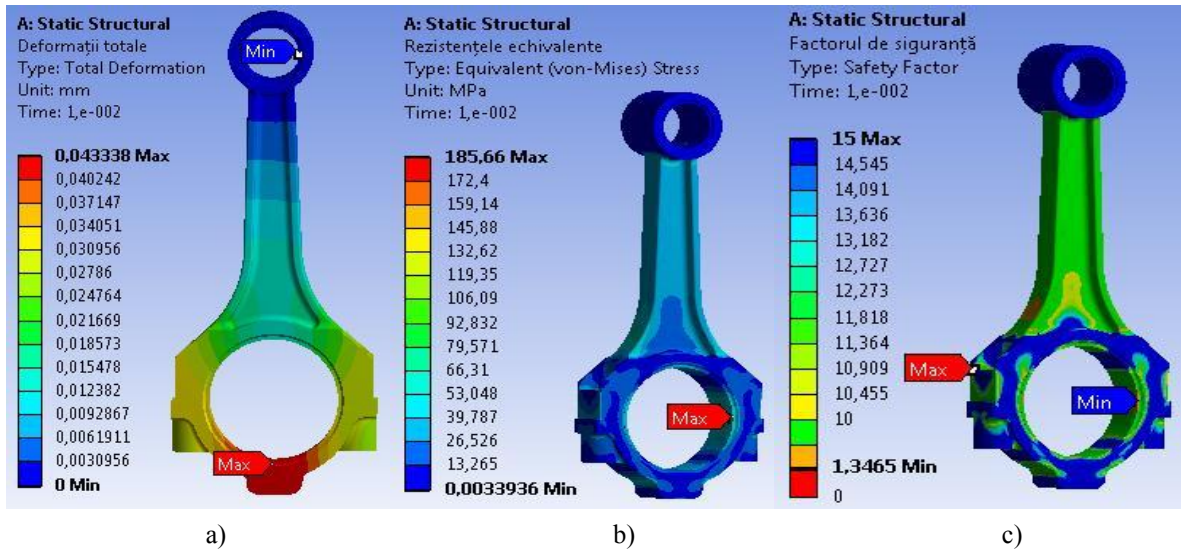 A: Static Structural
Deformații totale
Type: Total Deformation
Unit: mm
Time: 1,e-002
0,043338 Max
0,040242
0,037147
0,034051
0,030956
0,02786
0,024764
0,021669
0,018573
0,015478
0,012382
0,0092867
0,0061911
0,0030956
0 Min
Min
Max
a)
A: Static Structural
Rezistențele echivalente
Type: Equivalent (von-Mises) Stress
Unit: MPa
Time: 1,e-002
185,66 Max
172,4
159,14
145,88
132,62
119,35
106,09
92,832
79,571
66,31
53,048
39,787
26,526
13,265
0,0033936 Min
Max
b)
A: Static Structural
Factorul de siguranță
Type: Safety Factor
Time: 1,e-002
15 Max
14,545
14,091
13,636
13,182
12,727
12,273
11,818
11,364
10,909
10,455
10
1,3465 Min
0
Max
Min
c)